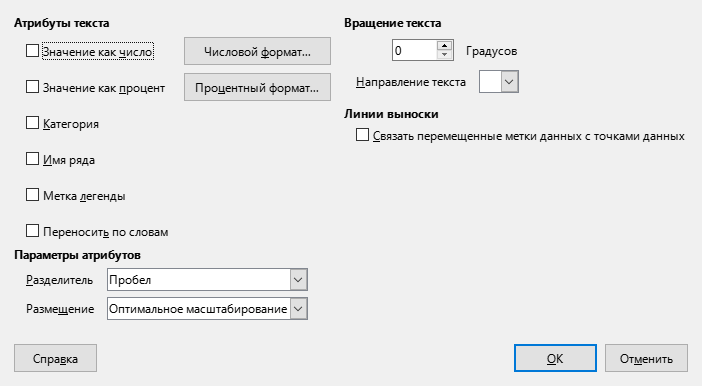 Атрибуты текста
Значение как число
Числовой формат...
Значение как процент
Процентный формат...
Категория
Имя ряда
Метка легенды
Переносить по словам
Параметры атрибутов
Разделитель
Пробел
Размещение
Оптимальное масштабирование
Вращение текста
0
Градусов
Направление текста
Линии выноски
Связать перемещенные метки данных с точками данных
Справка
ОК
Отменить